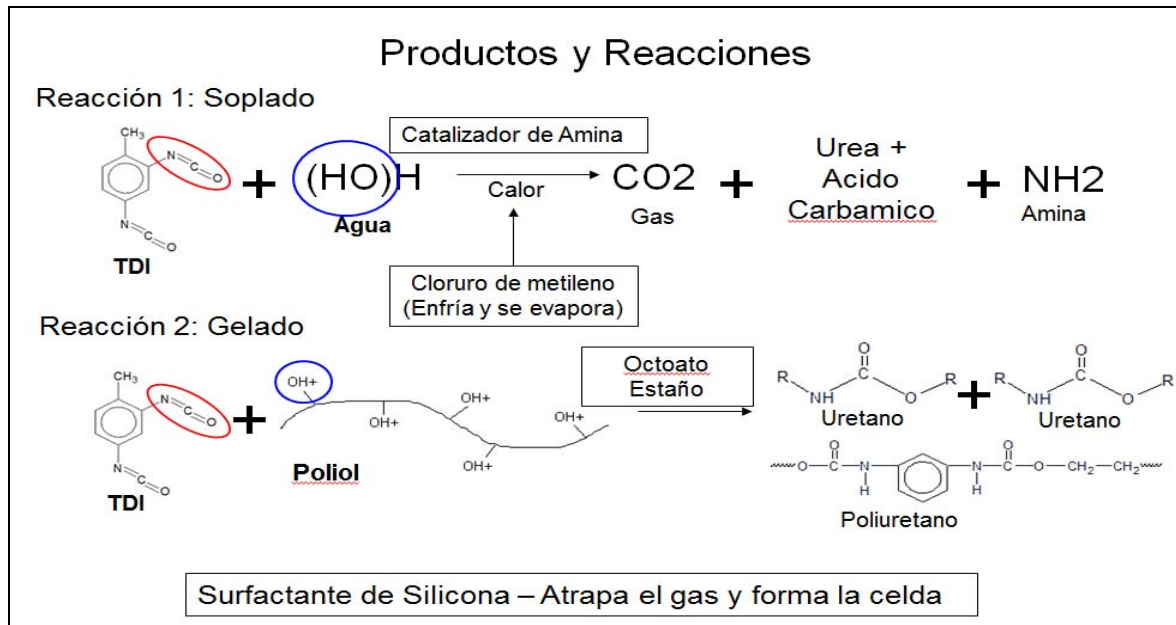 Productos y Reacciones
Reacción 1: Soplado
CH3
N
C
O
N
C
O
TDI
+
(HO)H
Agua
Catalizador de Amina
Calor
Cloruro de metileno
(Enfría y se evapora)
CO2
Gas
+
Urea +
Acido
Carbamico
+
NH2
Amina
Reacción 2: Gelado
CH3
N
C
O
N
C
O
TDI
+
OH+
OH+
OH+
OH+
OH+
Poliol
Octoato
Estaño
O
R
NH
O
R
Uretano
+
O
R
NH
O
R
Uretano
O O
O—C—N N—C—O—CH2—CH2
H H
Poliuretano
Surfactante de Silicona – Atrapa el gas y forma la celda